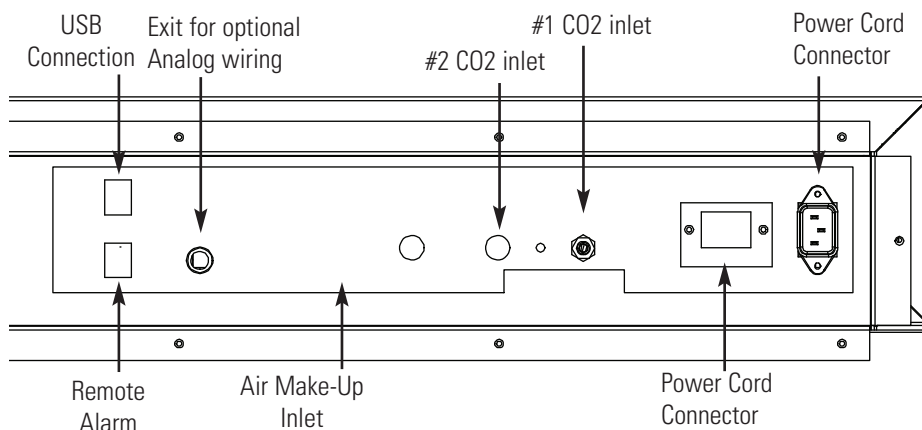 USB
Connection
Exit for optional
Analog wiring
#2 CO2 inlet
#1 CO2 inlet
Power Cord
Connector
Remote
Alarm
Air Make-Up
Inlet
Power Cord
Connector